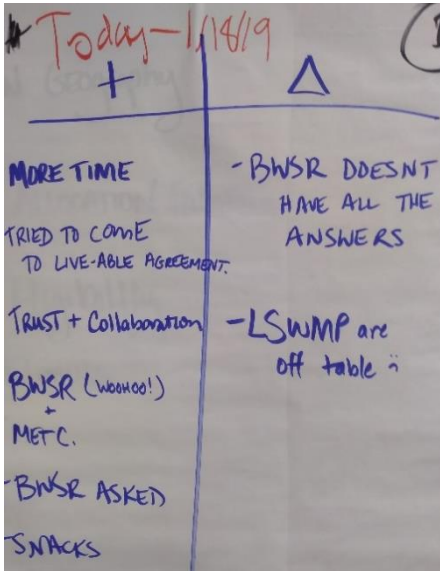 Today-1/18/19
+
Δ
MORE TIME
TRIED TO COME
TO LIVE-ABLE AGREEMENT.
TRUST + Collaboration
BWSR (WOOHOO!)
+
MET C.
-BWSR ASKED
SNACKS
-BWSR DOESNT
HAVE ALL THE
ANSWERS
-LSWMP are
off table